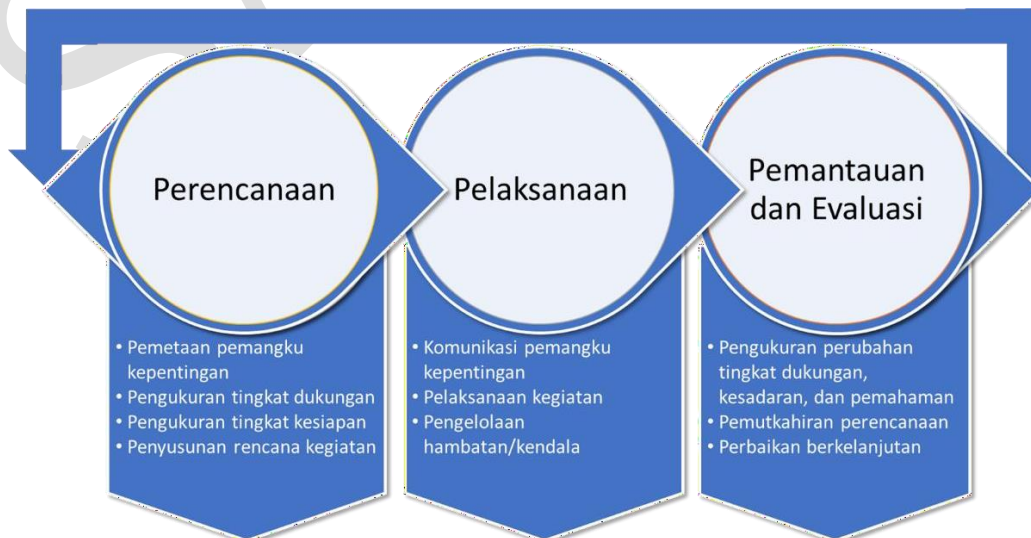 Perencanaan
• Pemetaan pemangku
kepentingan
• Pengukuran tingkat dukungan
• Pengukuran tingkat kesiapan
• Penyusunan rencana kegiatan
Pelaksanaan
• Komunikasi pemangku
kepentingan
• Pelaksanaan kegiatan
• Pengelolaan
hambatan/kendala
Pemantauan
dan Evaluasi
• Pengukuran perubahan
tingkat dukungan,
kesadaran, dan pemahaman
• Pemutkahiran perencanaan
• Perbaikan berkelanjutan